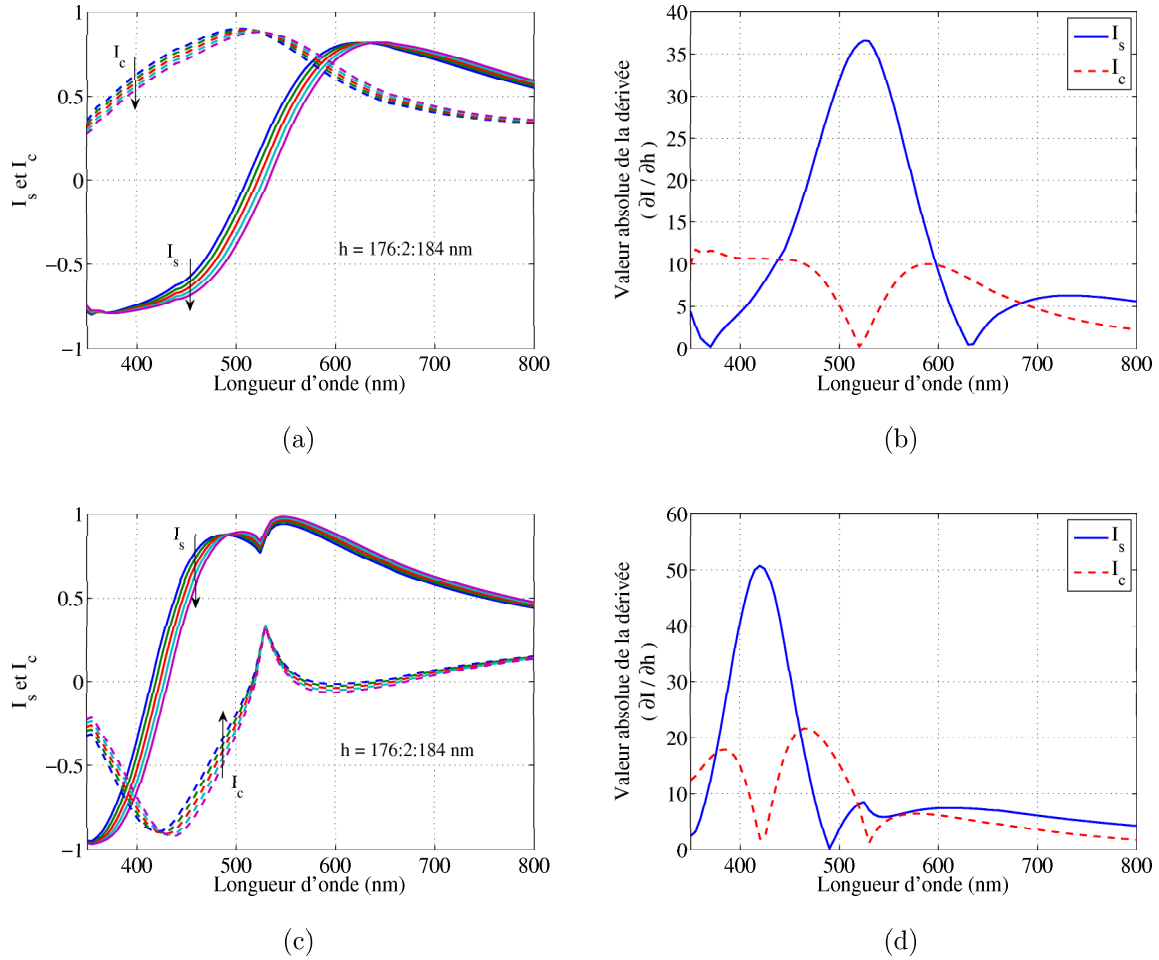 1
0.5
0
−0.5
−1
I_s et I_c
I_c
I_s
h = 176:2:184 nm
400 500 600 700 800
Longueur d'onde (nm)
(a)
40
35
30
25
20
15
10
5
0
Valeur absolue de la dérivée
( ∂I / ∂h )
I_s
I_c
400 500 600 700 800
Longueur d'onde (nm)
(b)
1
0.5
0
−0.5
−1
I_s et I_c
I_s
I_c
h = 176:2:184 nm
400 500 600 700 800
Longueur d'onde (nm)
(c)
60
50
40
30
20
10
0
Valeur absolue de la dérivée
( ∂I / ∂h )
I_s
I_c
400 500 600 700 800
Longueur d'onde (nm)
(d)